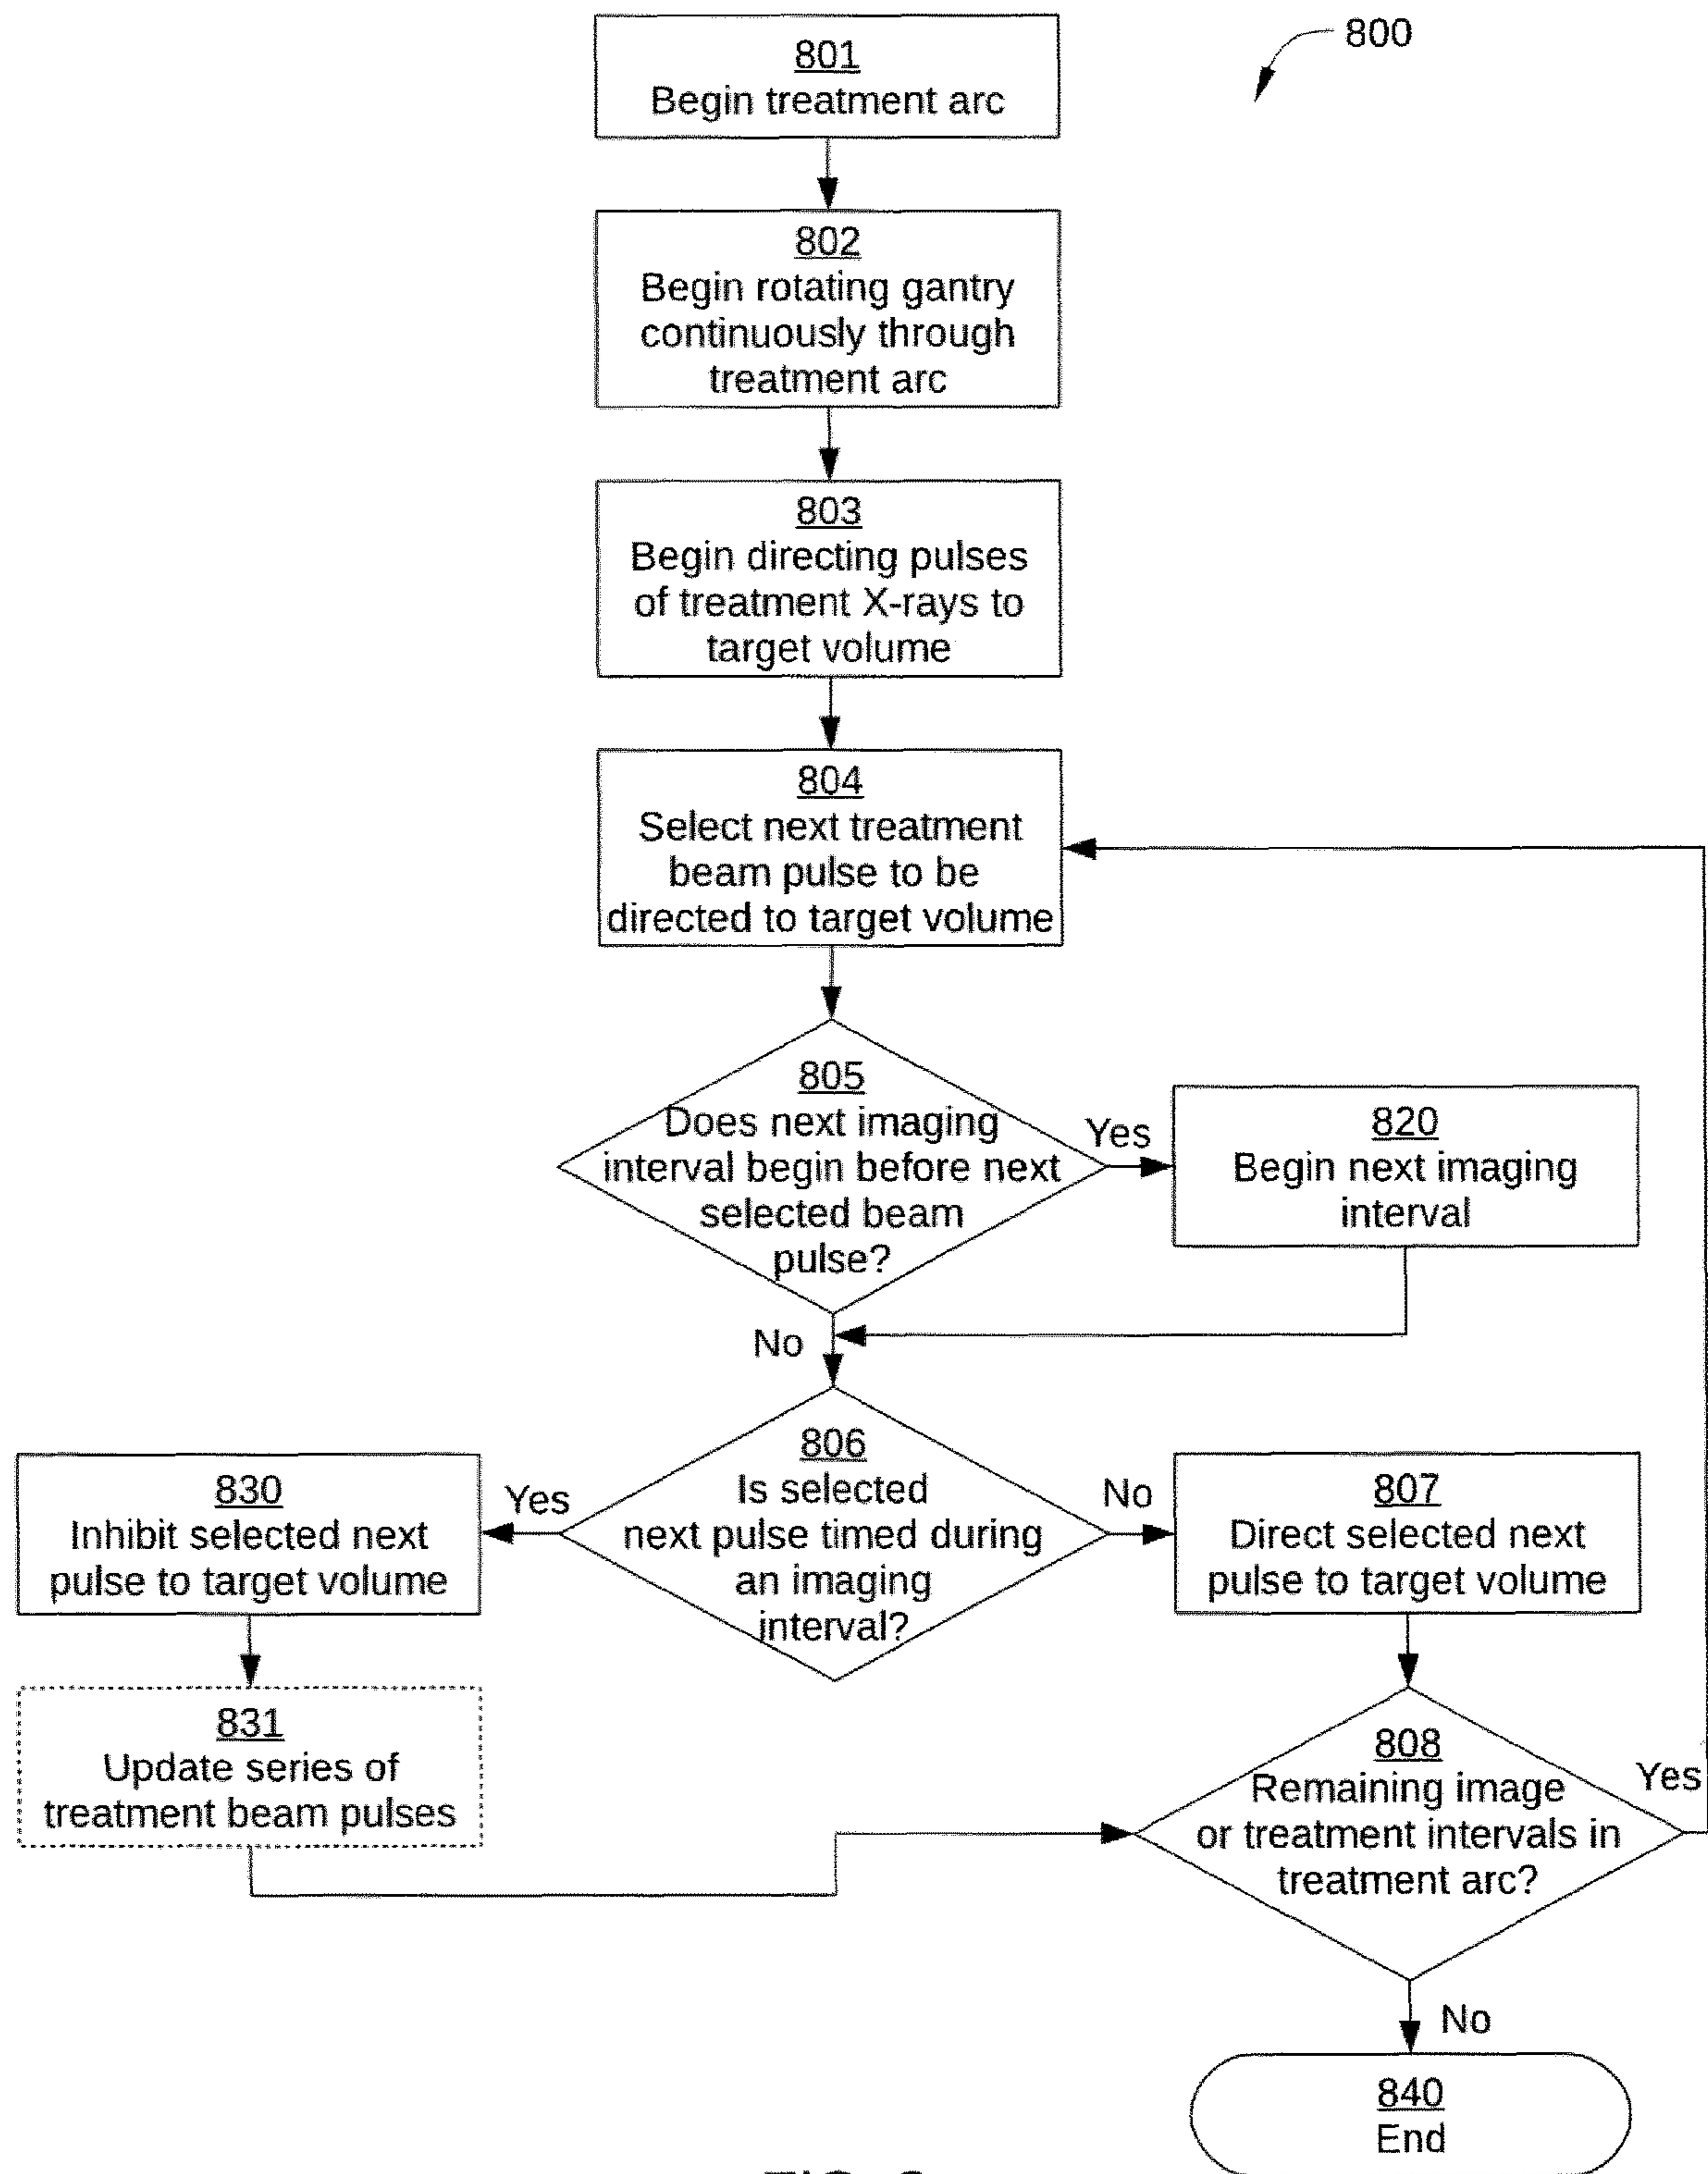 800
801
Begin treatment arc
802
Begin rotating gantry
continuously through
treatment arc
803
Begin directing pulses
of treatment X-rays to
target volume
804
Select next treatment
beam pulse to be
directed to target volume
805
Does next imaging
interval begin before next
selected beam
pulse?
Yes
820
Begin next imaging
interval
No
806
Is selected
next pulse timed during
an imaging
interval?
Yes
830
Inhibit selected next
pulse to target volume
No
807
Direct selected next
pulse to target volume
831
Update series of
treatment beam pulses
808
Remaining image
or treatment intervals in
treatment arc?
Yes
No
840
End